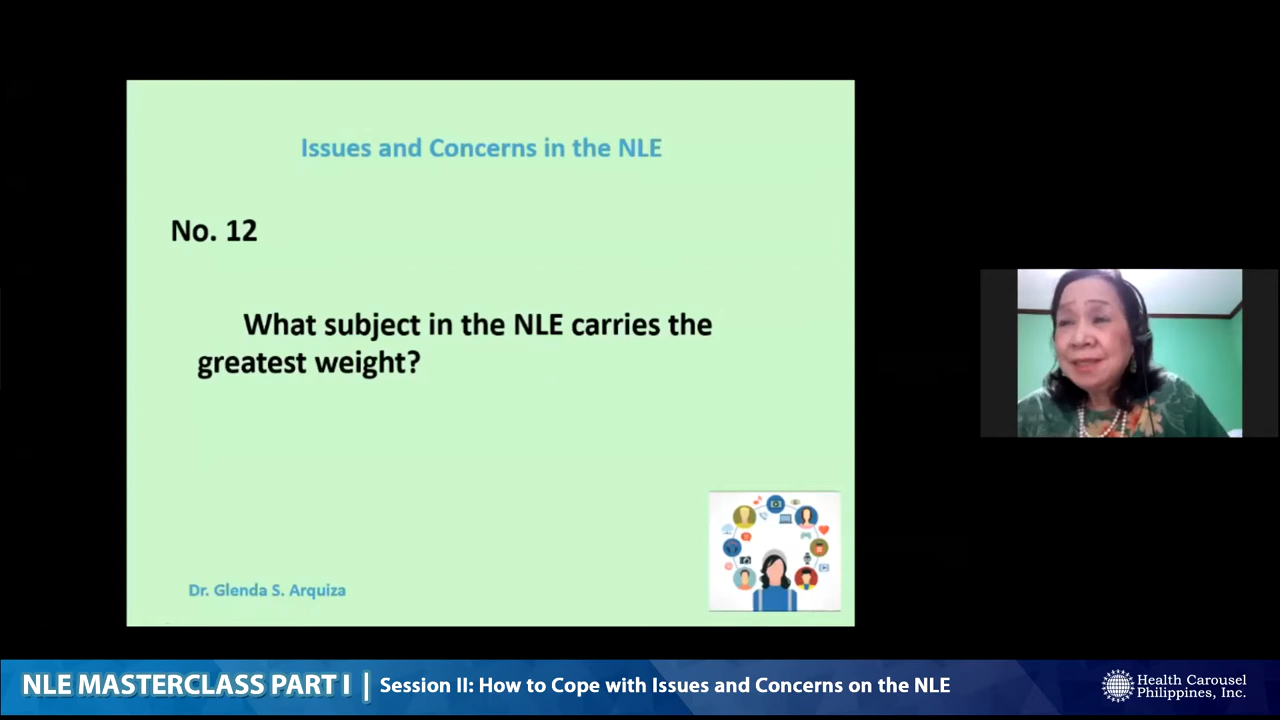 Issues and Concerns in the NLE
No. 12
What subject in the NLE carries the
greatest weight?
Dr. Glenda S. Arquiza
NLE MASTERCLASS PART I | Session II: How to Cope with Issues and Concerns on the NLE
Health Carousel
Philippines, Inc.